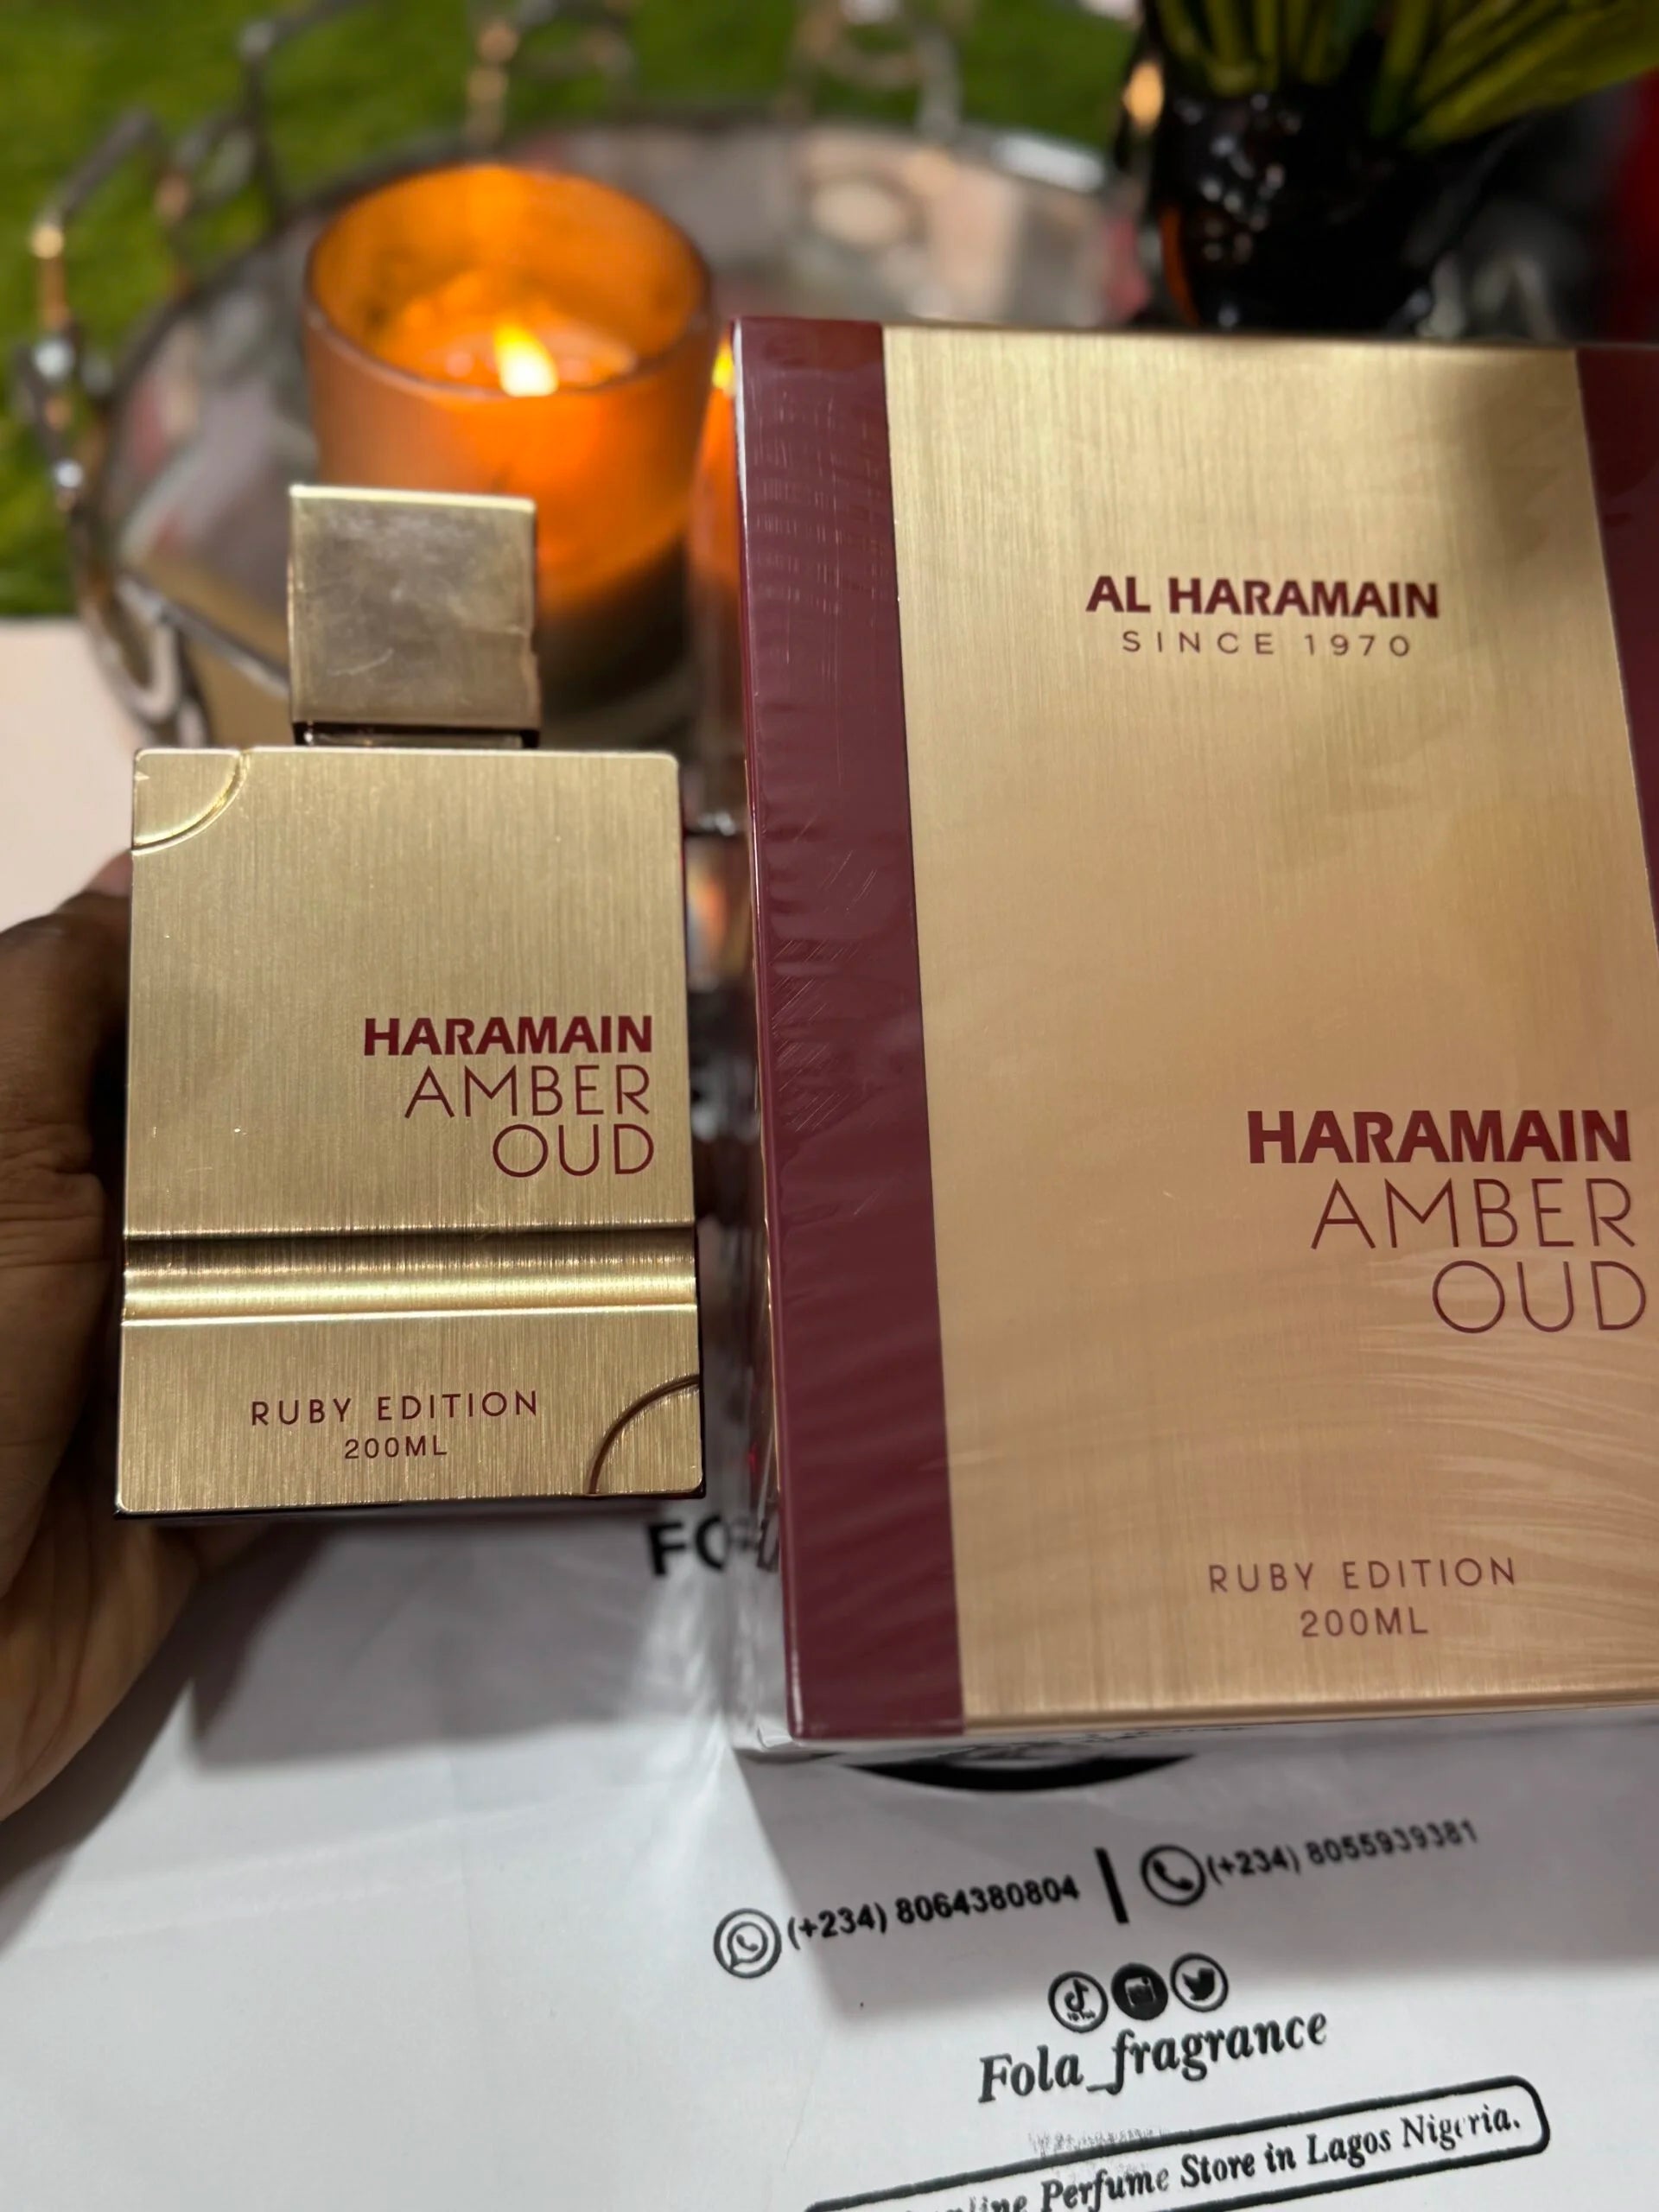 HARAMAIN
AMBER
OUD
RUBY EDITION
200ML
AL HARAMAIN
SINCE 1970
HARAMAIN
AMBER
OUD
RUBY EDITION
200ML
(+234) 8064380804 | (+234) 8055939381
Fola_fragrance
Perfume Store in Lagos Nigeria.